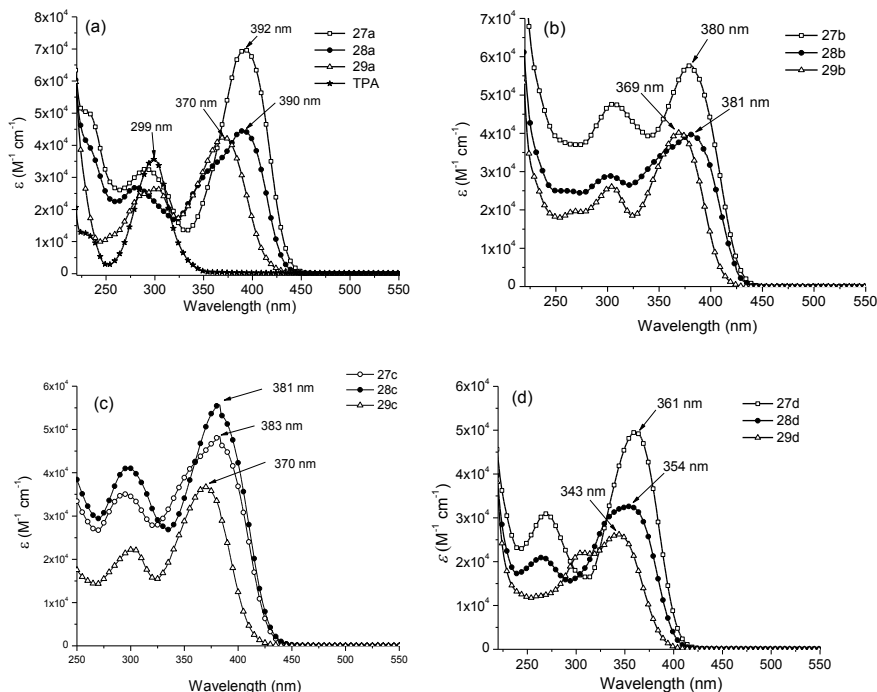 (a)
27a
28a
29a
TPA
392 nm
370 nm
390 nm
299 nm
8x10⁴
7x10⁴
6x10⁴
5x10⁴
4x10⁴
3x10⁴
2x10⁴
1x10⁴
0
ε (M⁻¹ cm⁻¹)
250 300 350 400 450 500 550
Wavelength (nm)
(b)
27b
28b
29b
380 nm
369 nm
381 nm
7x10⁴
6x10⁴
5x10⁴
4x10⁴
3x10⁴
2x10⁴
1x10⁴
0
ε (M⁻¹ cm⁻¹)
250 300 350 400 450 500 550
Wavelength (nm)
(c)
27c
28c
29c
381 nm
383 nm
370 nm
6x10⁴
5x10⁴
4x10⁴
3x10⁴
2x10⁴
1x10⁴
0
ε (M⁻¹ cm⁻¹)
250 300 350 400 450 500 550
Wavelength (nm)
(d)
27d
28d
29d
361 nm
354 nm
343 nm
6x10⁴
5x10⁴
4x10⁴
3x10⁴
2x10⁴
1x10⁴
0
ε (M⁻¹ cm⁻¹)
250 300 350 400 450 500 550
Wavelength (nm)